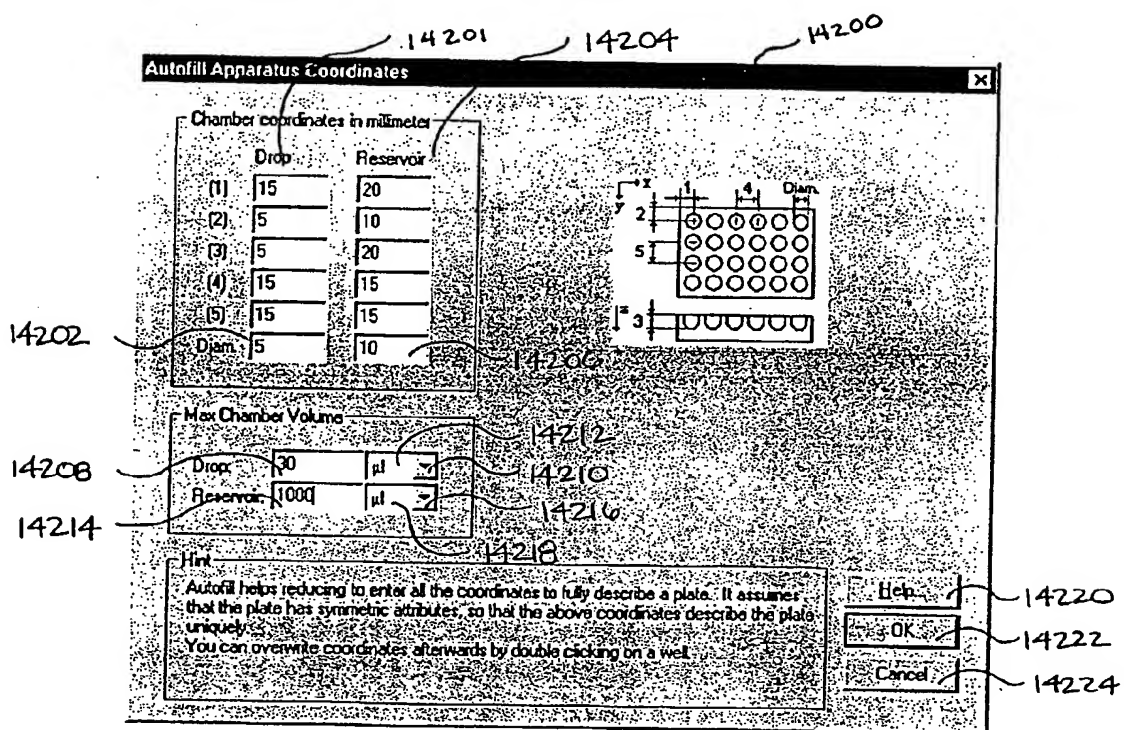 14201 14204 14200
Autofill Apparatus Coordinates
Chamber coordinates in millimeter
Drop Reservoir
(1) 15 20
(2) 5 10
(3) 5 20
(4) 15 15
(5) 15 15
14202 Diam. 5 10 14206
x y 1 4 Diam.
2
5
z 3
Max Chamber Volume
14212
14208 Drop: 30 µl 14210
14214 Reservoir: 1000 µl 14216
14218
Hint
Autofill helps reducing to enter all the coordinates to fully describe a plate. It assumes
that the plate has symmetric attributes, so that the above coordinates describe the plate
uniquely.
You can overwrite coordinates afterwards by double clicking on a well.
Help... 14220
OK 14222
Cancel 14224